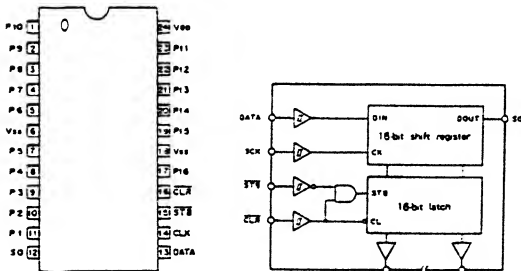 P10 1 24 VDD
P9 2 23 P11
P8 3 22 P12
P7 4 21 P13
P6 5 20 P14
Vss 6 19 P15
P5 7 18 Vss
P4 8 17 P16
P3 9 16 CLR
P2 10 15 STB
P1 11 14 CLK
SO 12 13 DATA
DATA DIN DOUT SO
16-bit shift register
SCK CK
STB STB
16-bit latch
CLR CL